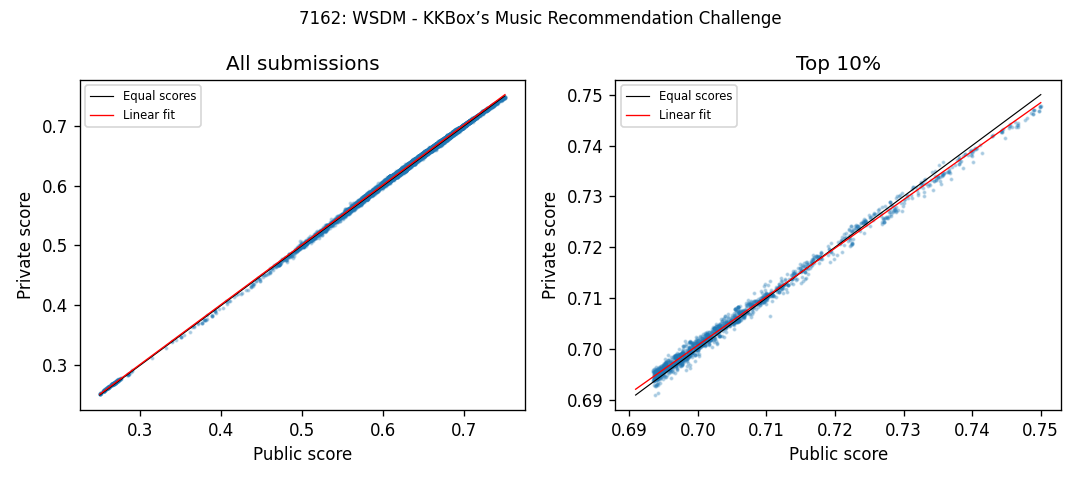 7162: WSDM - KKBox’s Music Recommendation Challenge
All submissions
Equal scores
Linear fit
Private score
0.7
0.6
0.5
0.4
0.3
0.3 0.4 0.5 0.6 0.7
Public score
Top 10%
Equal scores
Linear fit
Private score
0.75
0.74
0.73
0.72
0.71
0.70
0.69
0.69 0.70 0.71 0.72 0.73 0.74 0.75
Public score